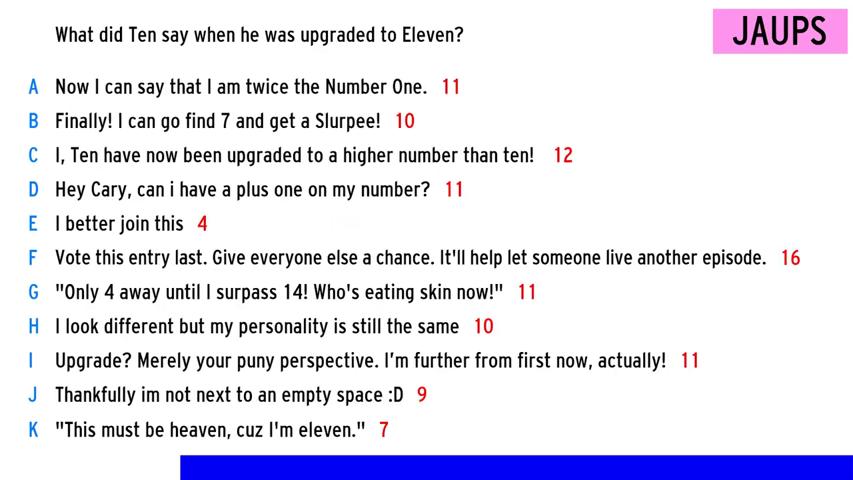 What did Ten say when he was upgraded to Eleven?
JAUPS
A Now I can say that I am twice the Number One. 11
B Finally! I can go find 7 and get a Slurpee! 10
C I, Ten have now been upgraded to a higher number than ten! 12
D Hey Cary, can i have a plus one on my number? 11
E I better join this 4
F Vote this entry last. Give everyone else a chance. It'll help let someone live another episode. 16
G "Only 4 away until I surpass 14! Who's eating skin now!" 11
H I look different but my personality is still the same 10
I Upgrade? Merely your puny perspective. I'm further from first now, actually! 11
J Thankfully im not next to an empty space :D 9
K "This must be heaven, cuz I'm eleven." 7